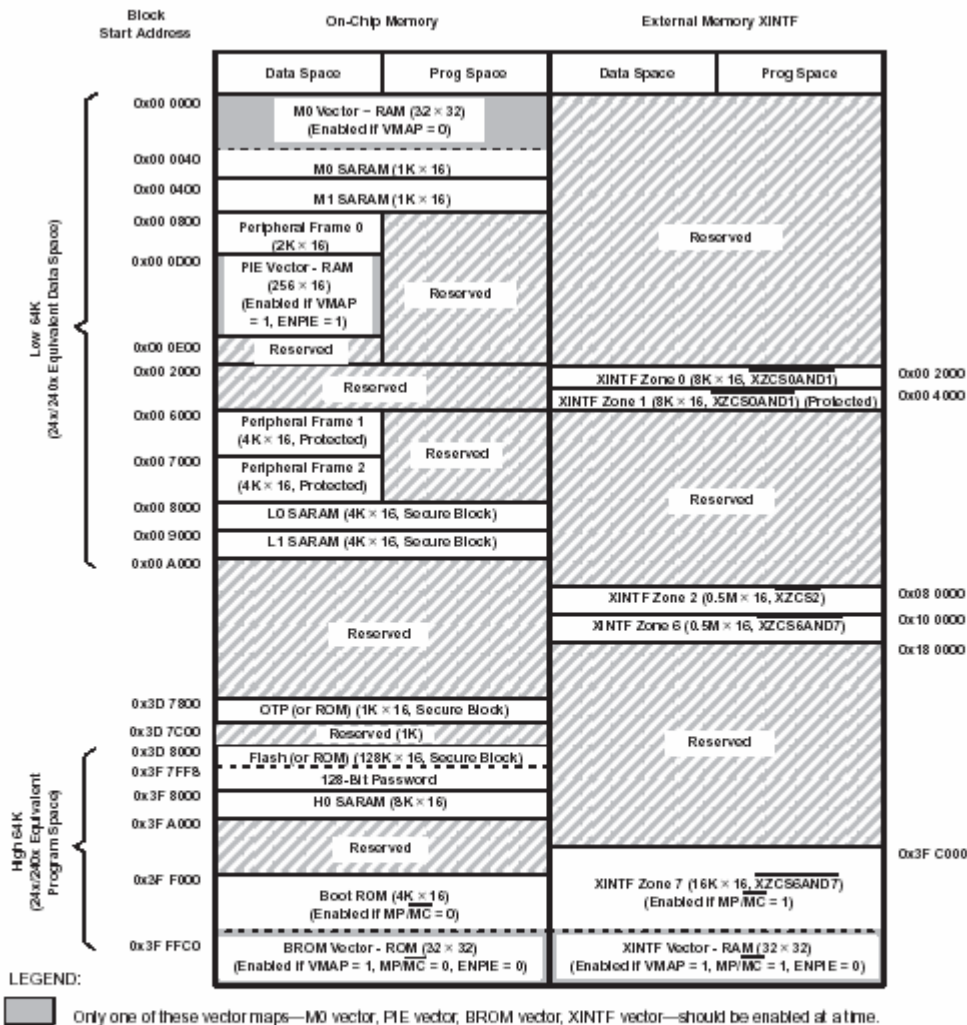 Block
Start Address
On-Chip Memory
External Memory XINTF
Data Space
Prog Space
Data Space
Prog Space
Low 64K
(24x/240x Equivalent Data Space)
0x00 0000
M0 Vector – RAM (32 × 32)
(Enabled if VMAP = 0)
0x00 0040
M0 SARAM (1K × 16)
0x00 0400
M1 SARAM (1K × 16)
0x00 0800
Peripheral Frame 0
(2K × 16)
0x00 0D00
PIE Vector - RAM
(256 × 16)
(Enabled if VMAP
= 1, ENPIE = 1)
Reserved
Reserved
0x00 0E00
Reserved
0x00 2000
Reserved
XINTF Zone 0 (8K × 16, XZCS0AND1)
0x00 2000
XINTF Zone 1 (8K × 16, XZCS0AND1) (Protected)
0x00 4000
0x00 6000
Peripheral Frame 1
(4K × 16, Protected)
Reserved
0x00 7000
Peripheral Frame 2
(4K × 16, Protected)
Reserved
0x00 8000
L0 SARAM (4K × 16, Secure Block)
0x00 9000
L1 SARAM (4K × 16, Secure Block)
0x00 A000
Reserved
XINTF Zone 2 (0.5M × 16, XZCS2)
0x08 0000
XINTF Zone 6 (0.5M × 16, XZCS6AND7)
0x10 0000
0x18 0000
Reserved
High 64K
(24x/240x Equivalent
Program Space)
0x3D 7800
OTP (or ROM) (1K × 16, Secure Block)
0x3D 7C00
Reserved (1K)
0x3D 8000
Flash (or ROM) (128K × 16, Secure Block)
0x3F 7FF8
128-Bit Password
0x3F 8000
H0 SARAM (8K × 16)
0x3F A000
Reserved
0x3F C000
0x3F F000
Boot ROM (4K × 16)
(Enabled if MP/MC = 0)
XINTF Zone 7 (16K × 16, XZCS6AND7)
(Enabled if MP/MC = 1)
0x3F FFC0
BROM Vector - ROM (32 × 32)
(Enabled if VMAP = 1, MP/MC = 0, ENPIE = 0)
XINTF Vector - RAM (32 × 32)
(Enabled if VMAP = 1, MP/MC = 1, ENPIE = 0)
LEGEND:
Only one of these vector maps—M0 vector, PIE vector, BROM vector, XINTF vector—should be enabled at a time.